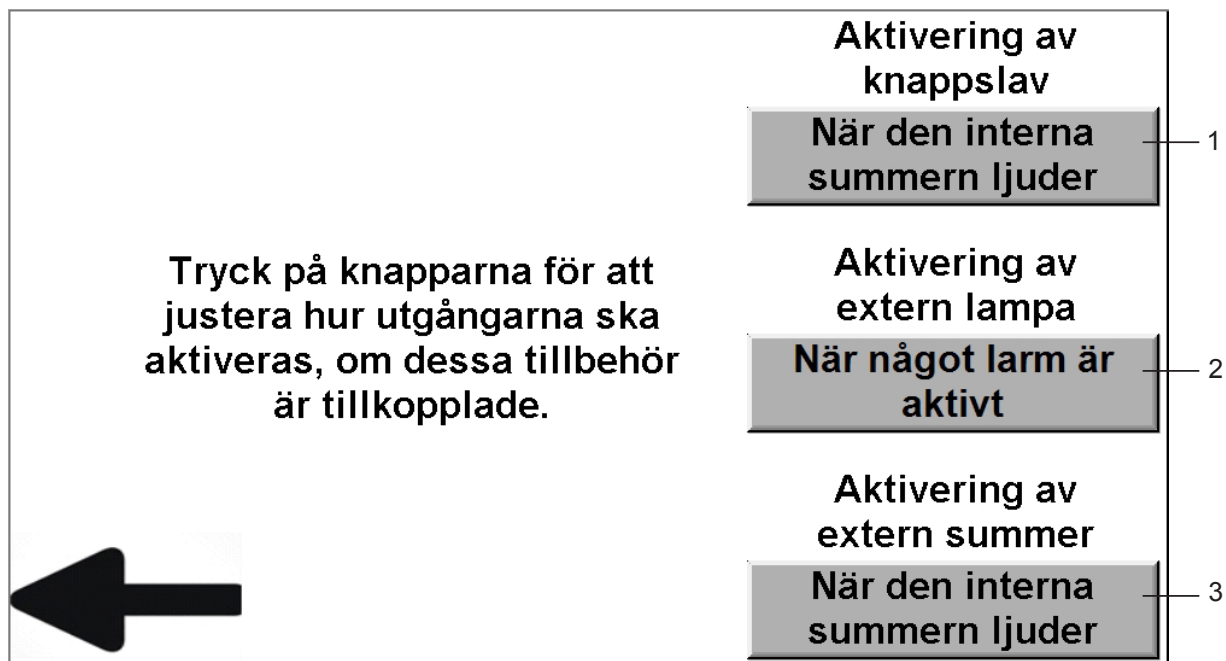 Tryck på knapparna för att
justera hur utgångarna ska
aktiveras, om dessa tillbehör
är tillkopplade.
Aktivering av
knappslav
När den interna
summern ljuder
1
Aktivering av
extern lampa
När något larm är
aktivt
2
Aktivering av
extern summer
När den interna
summern ljuder
3